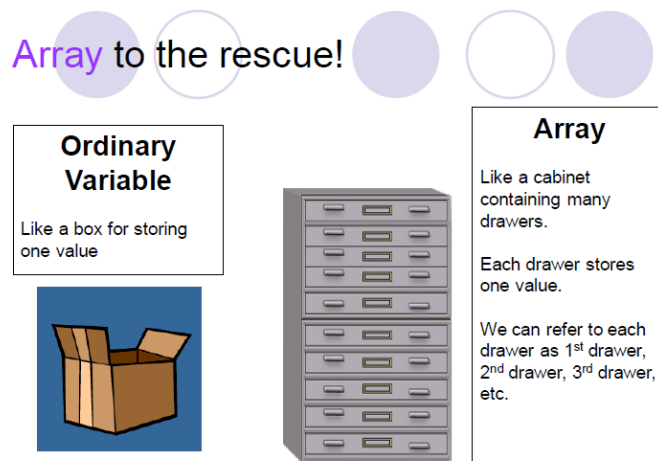 Array to the rescue!
Ordinary
Variable
Like a box for storing
one value
Array
Like a cabinet
containing many
drawers.
Each drawer stores
one value.
We can refer to each
drawer as 1st drawer,
2nd drawer, 3rd drawer,
etc.